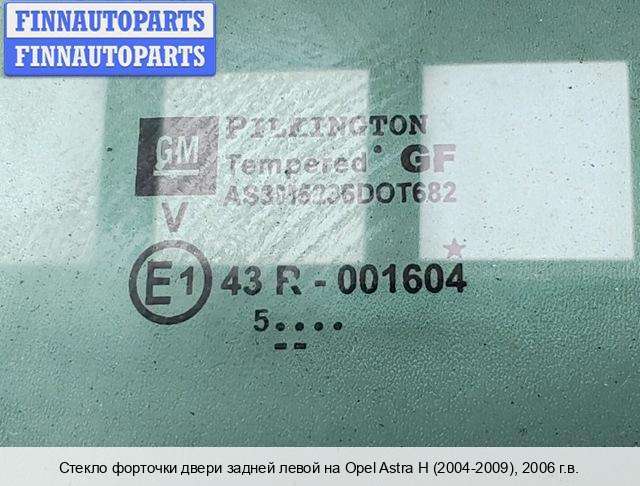 FINNAUTOPARTS
FINNAUTOPARTS
GM
PILKINGTON
Tempered GF
AS3M5236DOT682
V
E1 43 R - 001604
5....
--
Стекло форточки двери задней левой на Opel Astra H (2004-2009), 2006 г.в.